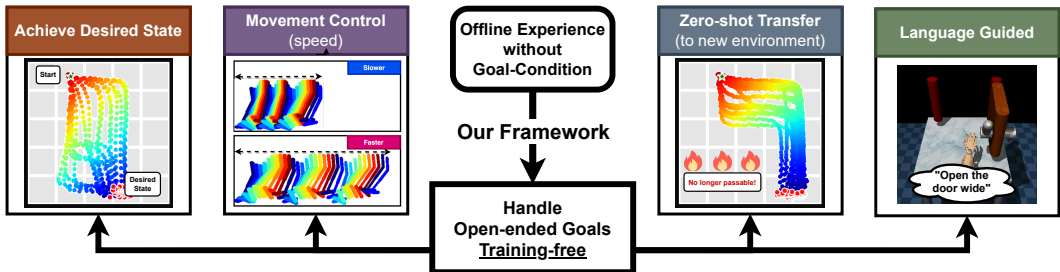 Achieve Desired State
Start
Desired
State
Movement Control
(speed)
Slower
Faster
Offline Experience
without
Goal-Condition
Our Framework
Handle
Open-ended Goals
Training-free
Zero-shot Transfer
(to new environment)
No longer passable!
Language Guided
"Open the
door wide"